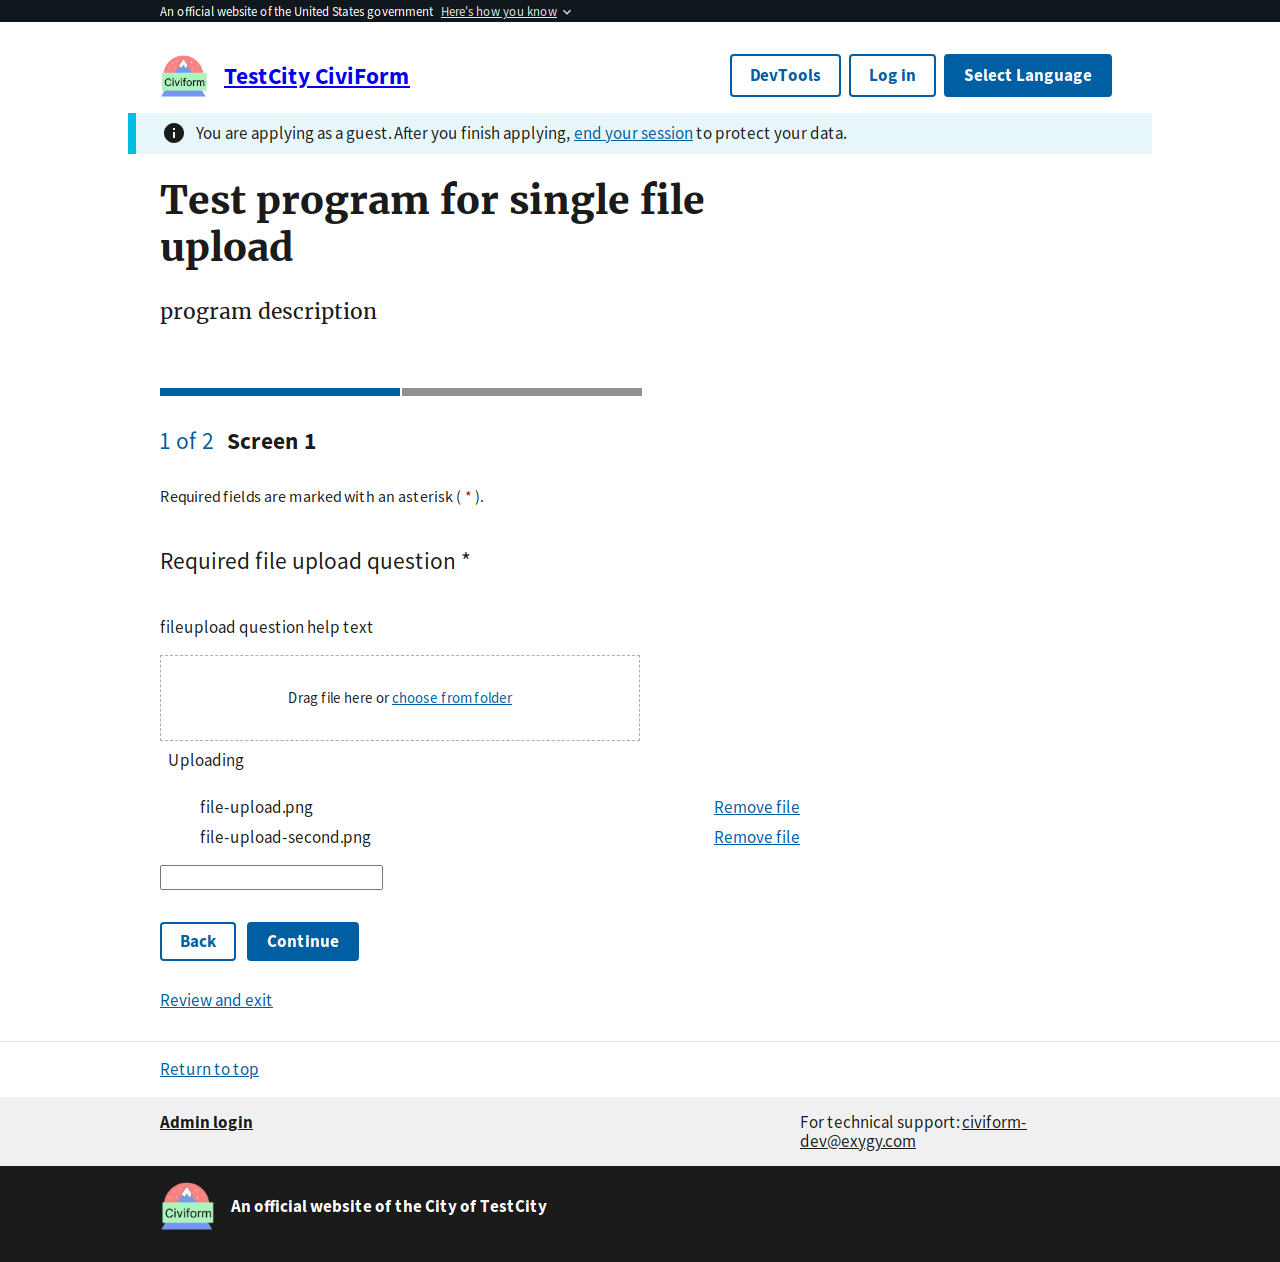 An official website of the United States government Here's how you know
Civiform
TestCity CiviForm
DevTools
Log in
Select Language
You are applying as a guest. After you finish applying, end your session to protect your data.
Test program for single file
upload
program description
1 of 2 Screen 1
Required fields are marked with an asterisk ( * ).
Required file upload question *
fileupload question help text
Drag file here or choose from folder
Uploading
file-upload.png Remove file
file-upload-second.png Remove file
Back
Continue
Review and exit
Return to top
Admin login
For technical support: civiform-
dev@exygy.com
Civiform
An official website of the City of TestCity